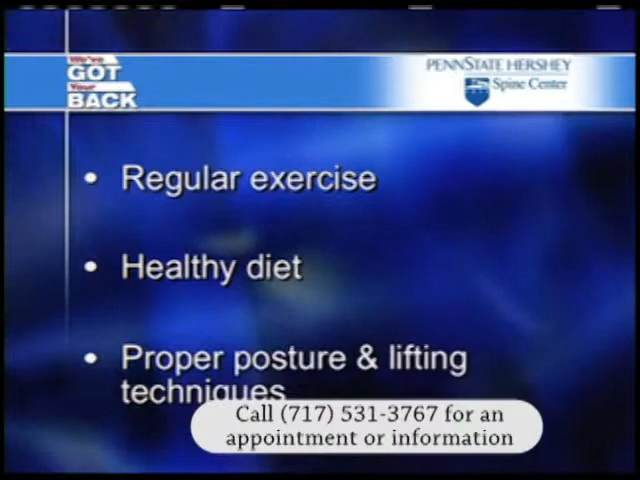 We've
GOT
Your
BACK
PENNSTATE HERSHEY
Spine Center
• Regular exercise
• Healthy diet
• Proper posture & lifting
techniques
Call (717) 531-3767 for an
appointment or information